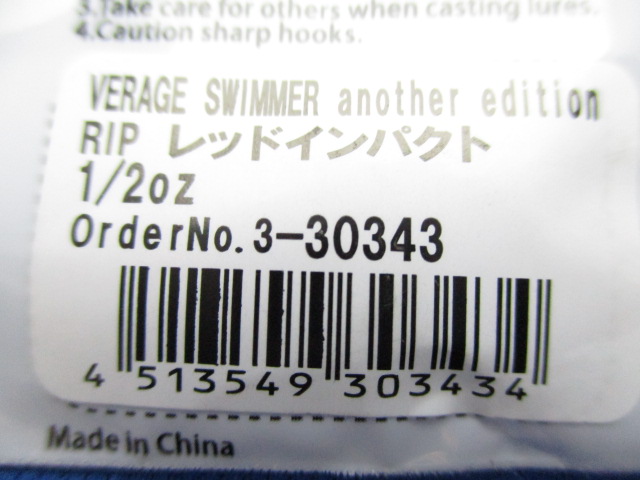 3.Take care for others when casting lures.
4.Caution sharp hooks.
VERAGE SWIMMER another edition
RIP レッドインパクト
1/2oz
OrderNo.3-30343
4 513549 303434
Made in China